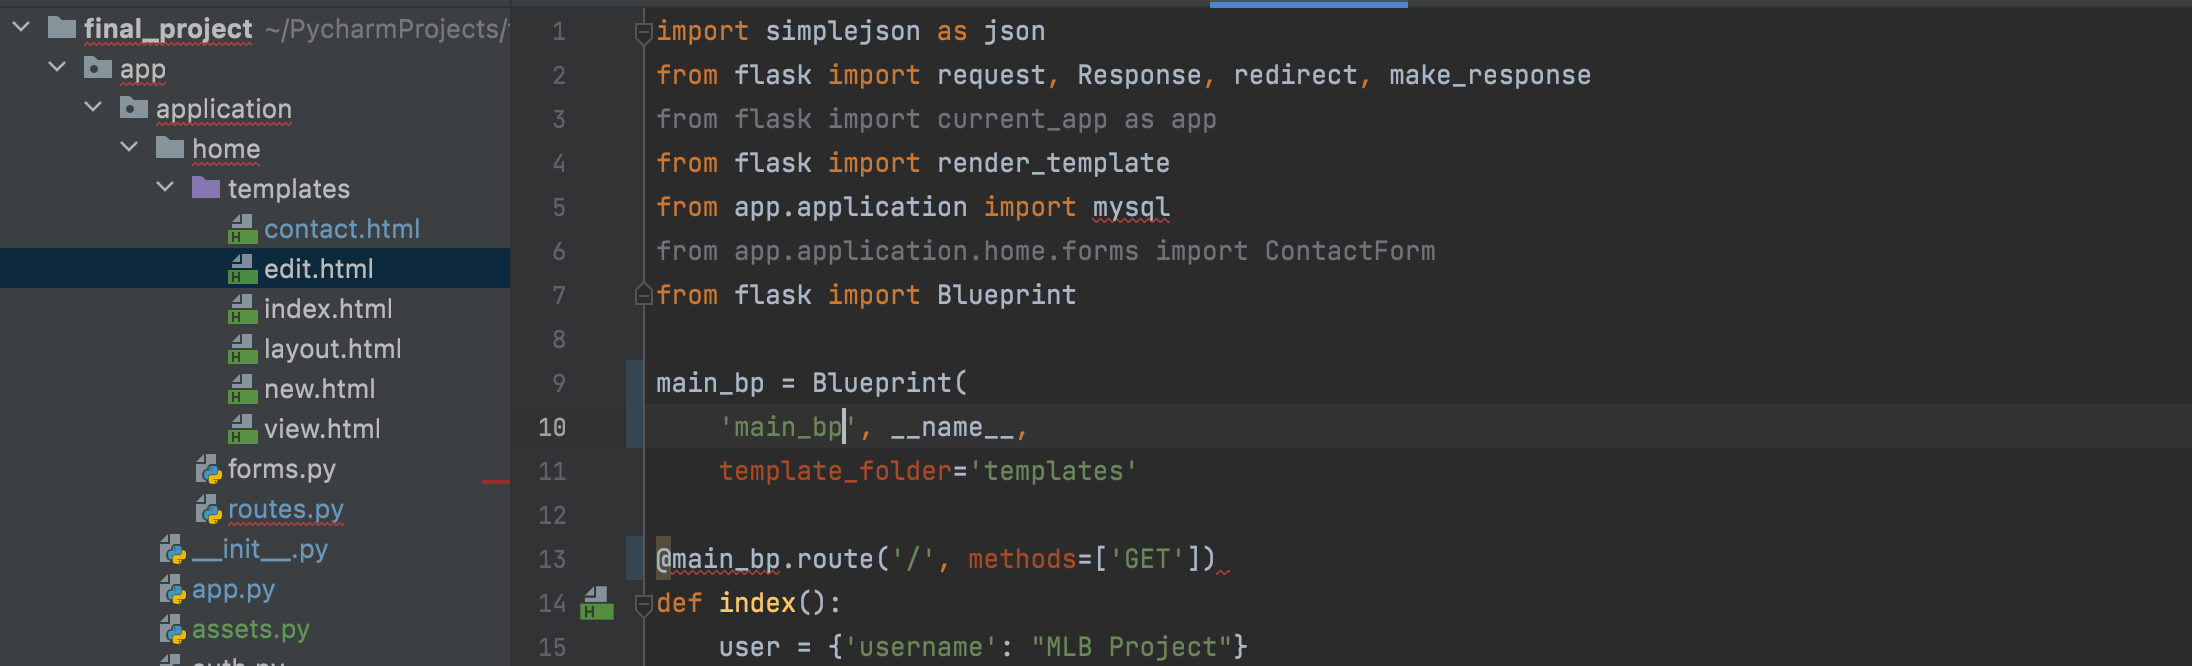 final_project ~/PycharmProjects/
app
application
home
templates
contact.html
edit.html
index.html
layout.html
new.html
view.html
forms.py
routes.py
__init__.py
app.py
assets.py
auth.py
1 import simplejson as json
2 from flask import request, Response, redirect, make_response
3 from flask import current_app as app
4 from flask import render_template
5 from app.application import mysql
6 from app.application.home.forms import ContactForm
7 from flask import Blueprint
8
9 main_bp = Blueprint(
10     'main_bp', __name__,
11     template_folder='templates'
12
13 @main_bp.route('/', methods=['GET'])
14 def index():
15     user = {'username': "MLB Project"}